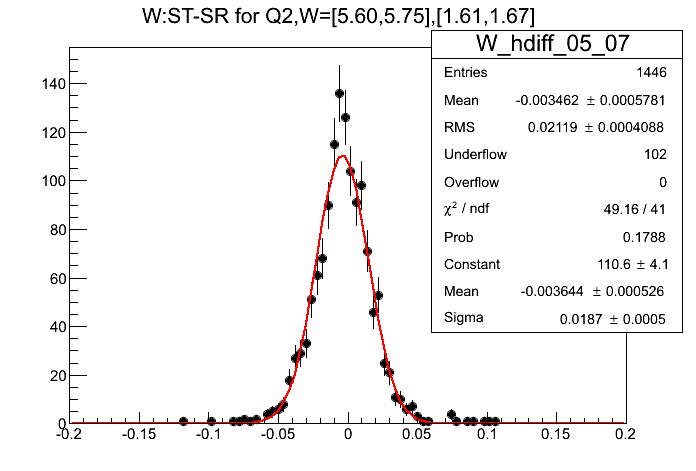 W:ST-SR for Q2,W=[5.60,5.75],[1.61,1.67]
W_hdiff_05_07
Entries 1446
Mean -0.003462 ± 0.0005781
RMS 0.02119 ± 0.0004088
Underflow 102
Overflow 0
χ² / ndf 49.16 / 41
Prob 0.1788
Constant 110.6 ± 4.1
Mean -0.003644 ± 0.000526
Sigma 0.0187 ± 0.0005
140
120
100
80
60
40
20
0
-0.2 -0.15 -0.1 -0.05 0 0.05 0.1 0.15 0.2